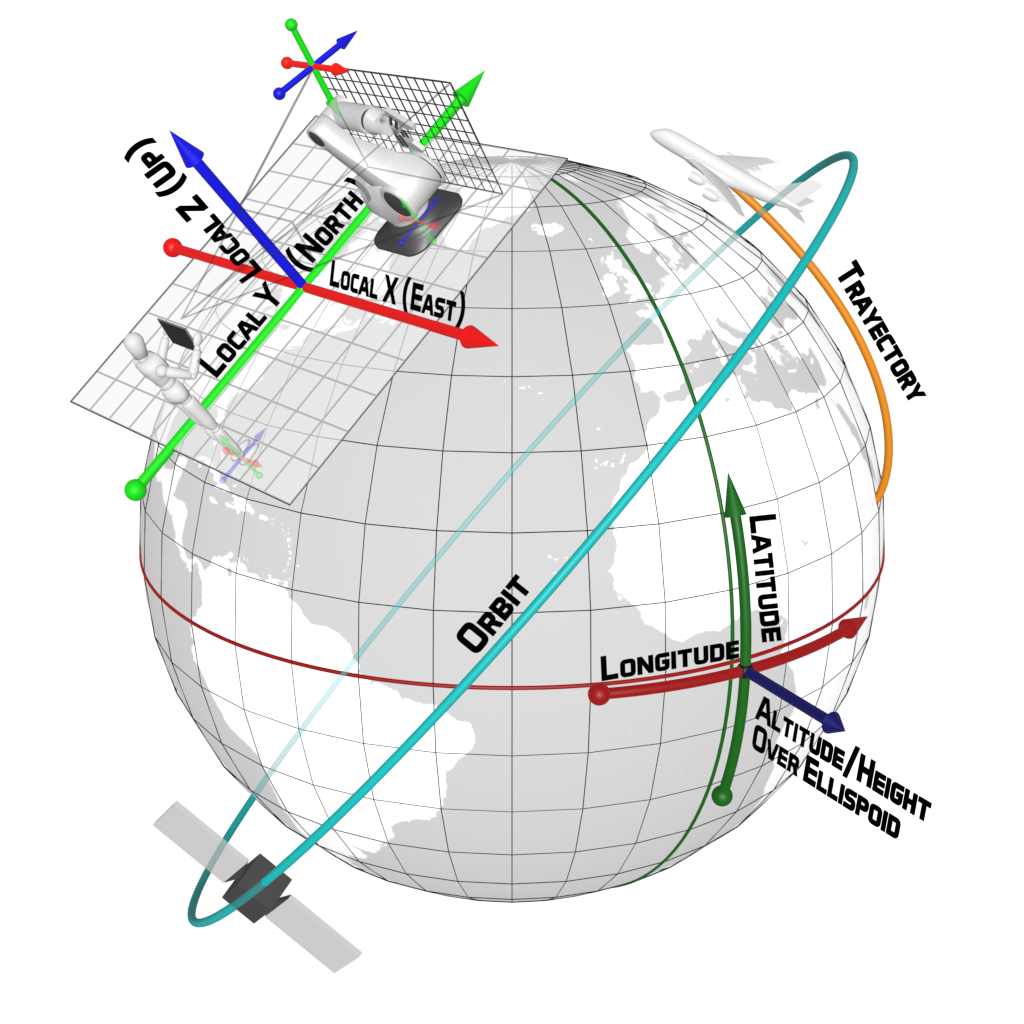 Local Z (Up)
Local Y (North)
Local X (East)
Trayectory
Orbit
Latitude
Longitude
Altitude/Height
Over Ellispoid